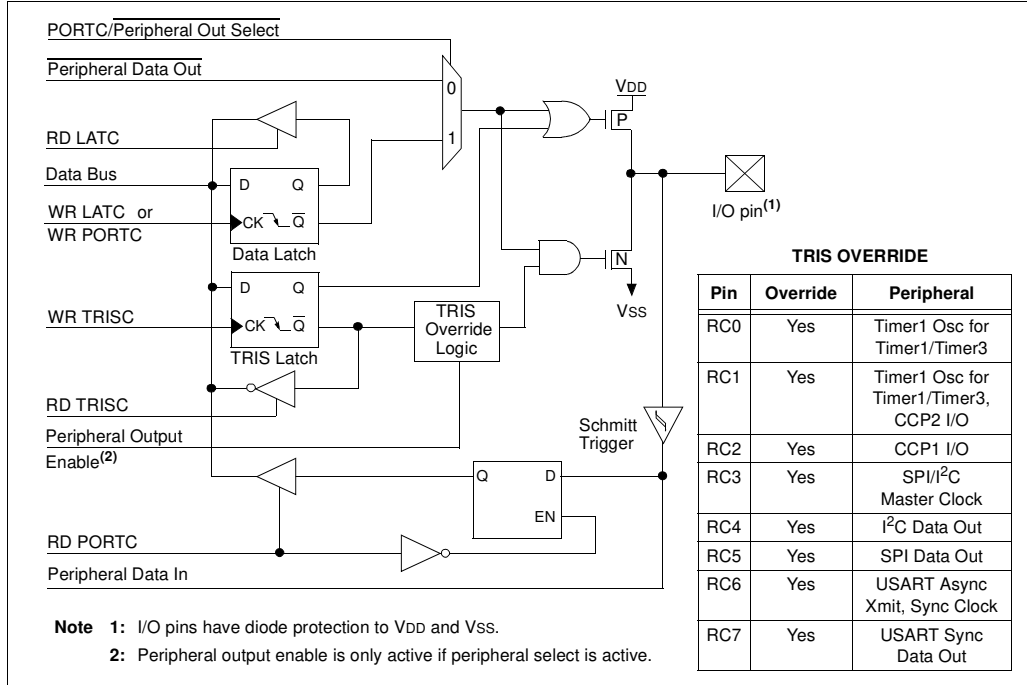 PORTC/Peripheral Out Select
Peripheral Data Out
0
1
VDD
P
RD LATC
Data Bus
D Q
WR LATC or
WR PORTC
CK Q
Data Latch
I/O pin(1)
N
VSS
D Q
WR TRISC
CK Q
TRIS Latch
TRIS
Override
Logic
RD TRISC
Peripheral Output
Enable(2)
Schmitt
Trigger
Q D
EN
RD PORTC
Peripheral Data In
TRIS OVERRIDE
Pin Override Peripheral
RC0 Yes Timer1 Osc for
Timer1/Timer3
RC1 Yes Timer1 Osc for
Timer1/Timer3,
CCP2 I/O
RC2 Yes CCP1 I/O
RC3 Yes SPI/I2C
Master Clock
RC4 Yes I2C Data Out
RC5 Yes SPI Data Out
RC6 Yes USART Async
Xmit, Sync Clock
RC7 Yes USART Sync
Data Out
Note 1: I/O pins have diode protection to VDD and VSS.
2: Peripheral output enable is only active if peripheral select is active.